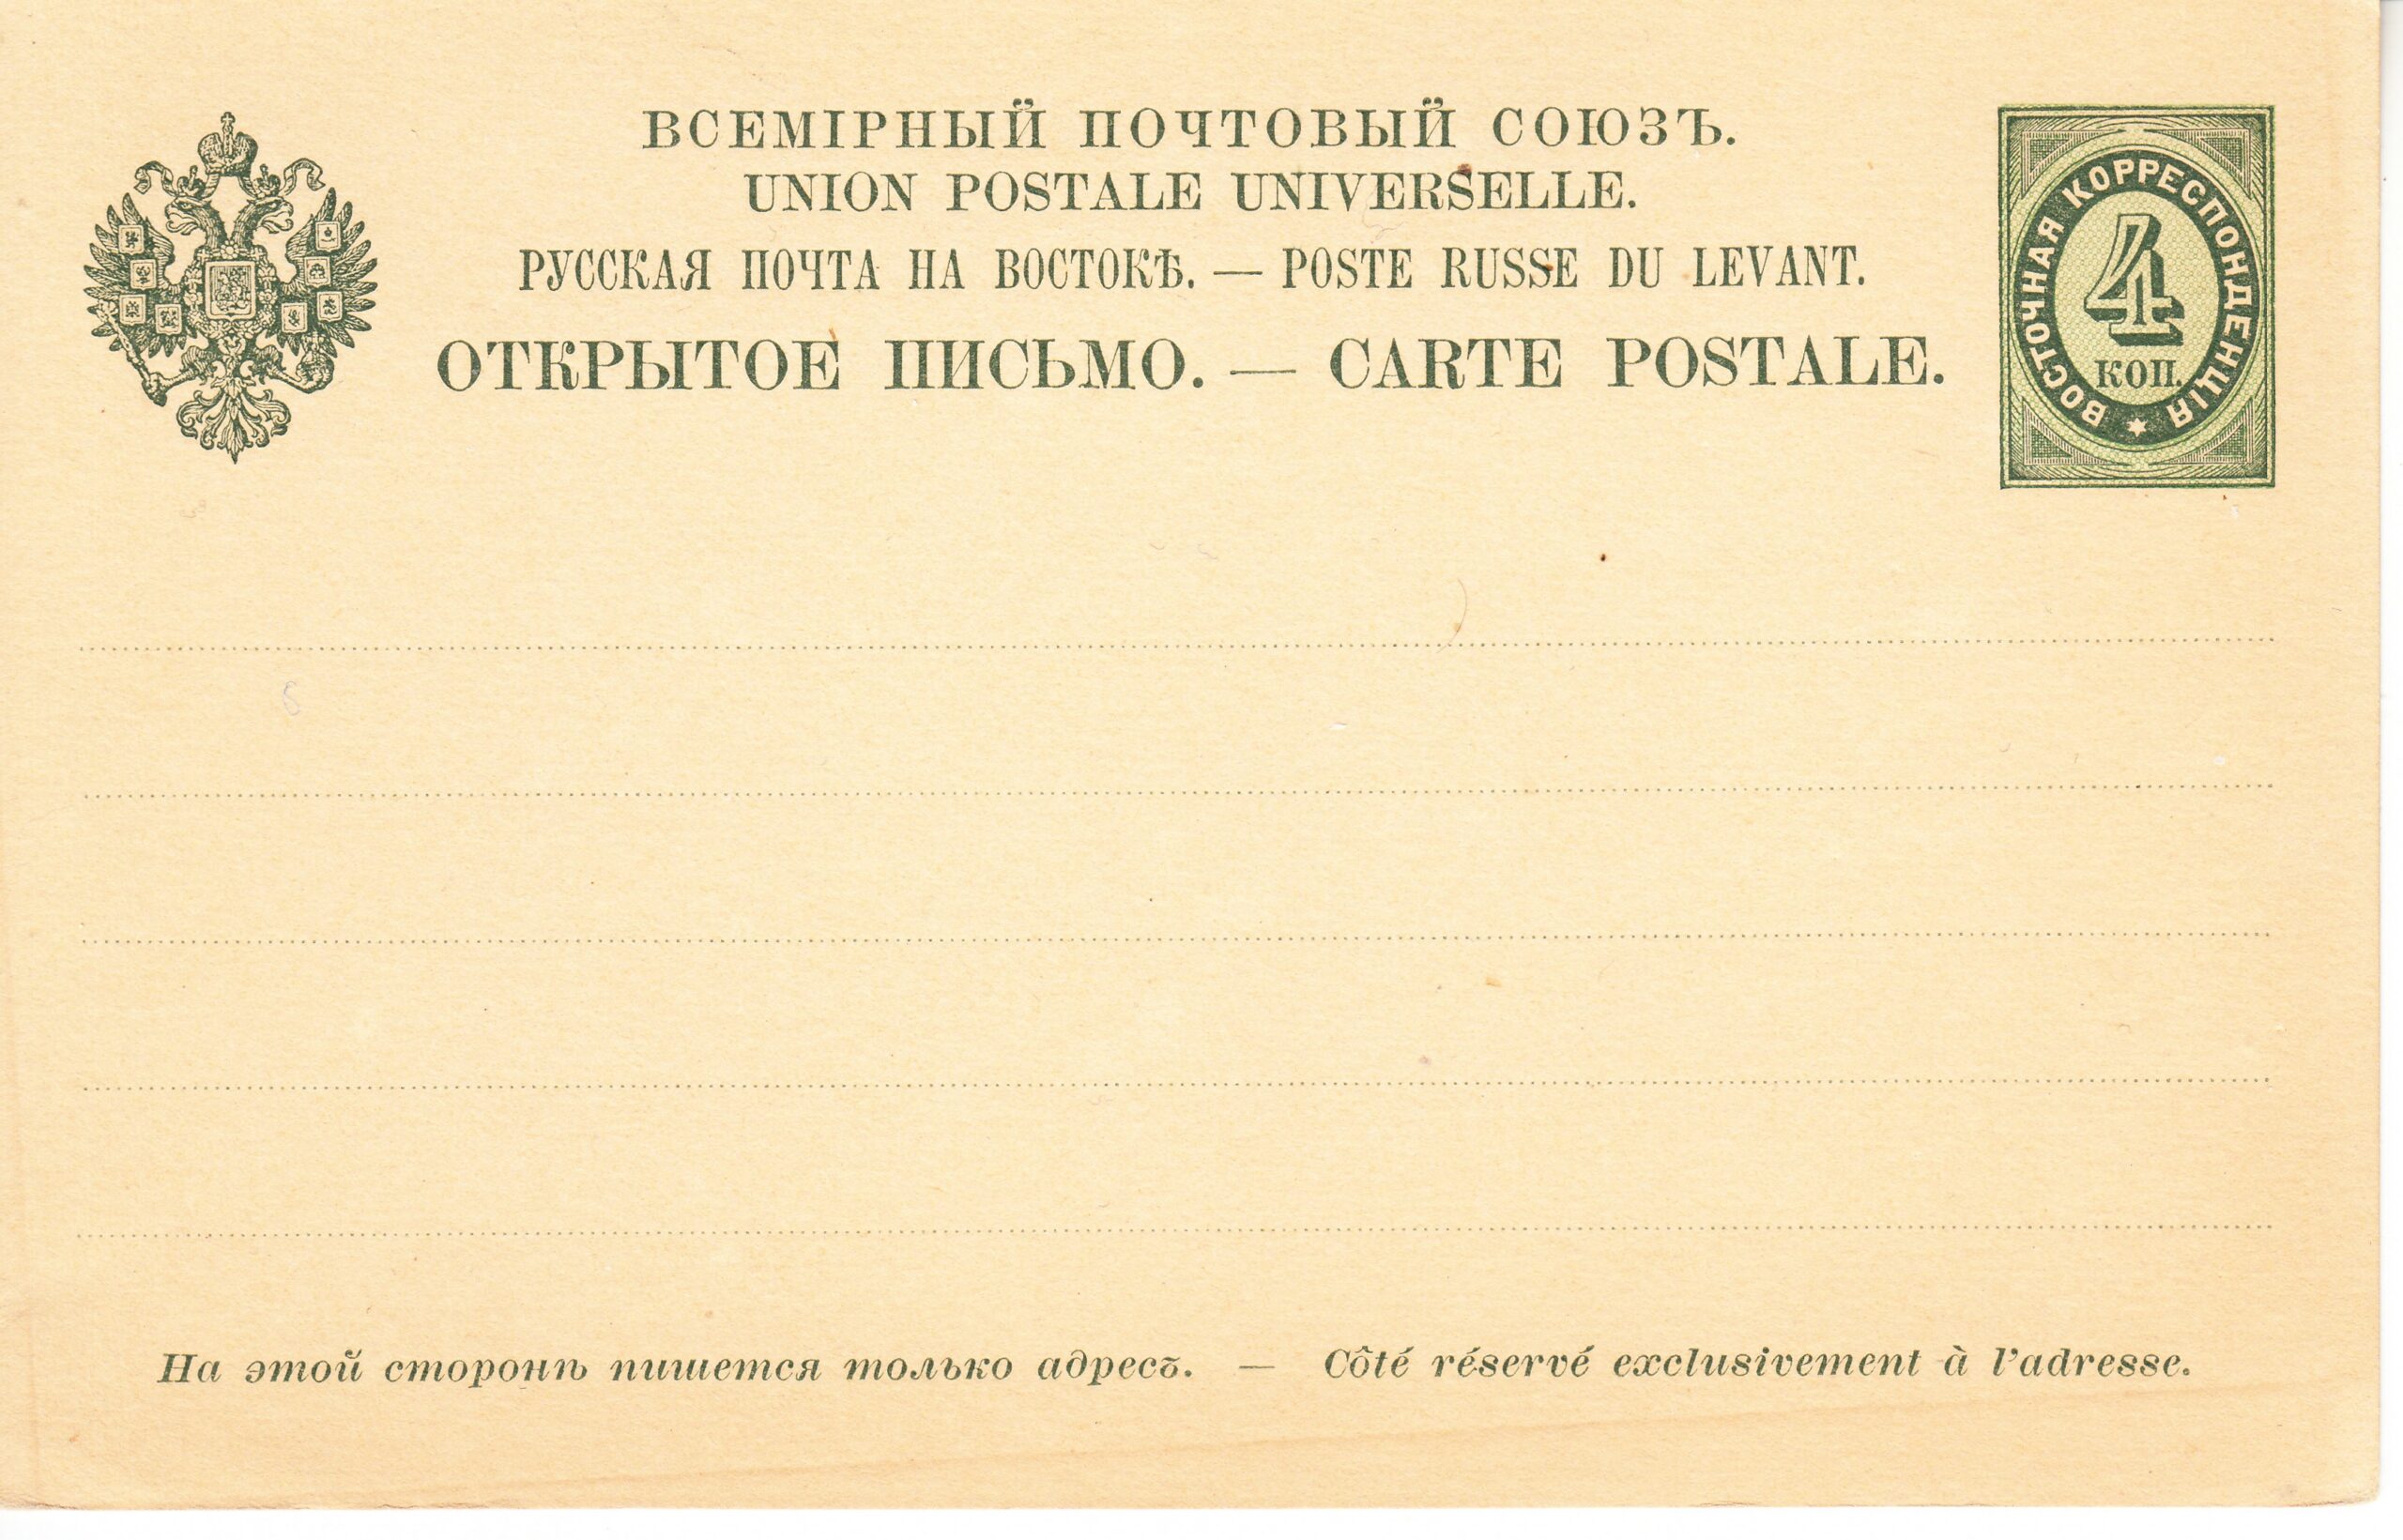 ВСЕМІРНЫЙ ПОЧТОВЫЙ СОЮЗЪ.
UNION POSTALE UNIVERSELLE.
РУССКАЯ ПОЧТА НА ВОСТОКѢ. — POSTE RUSSE DU LEVANT.
ОТКРЫТОЕ ПИСЬМО. — CARTE POSTALE.
ВОСТОЧНАЯ КОРРЕСПОНДЕНЦІЯ
4
КОП.
На этой сторонѣ пишется только адресъ. — Côté réservé exclusivement à l'adresse.